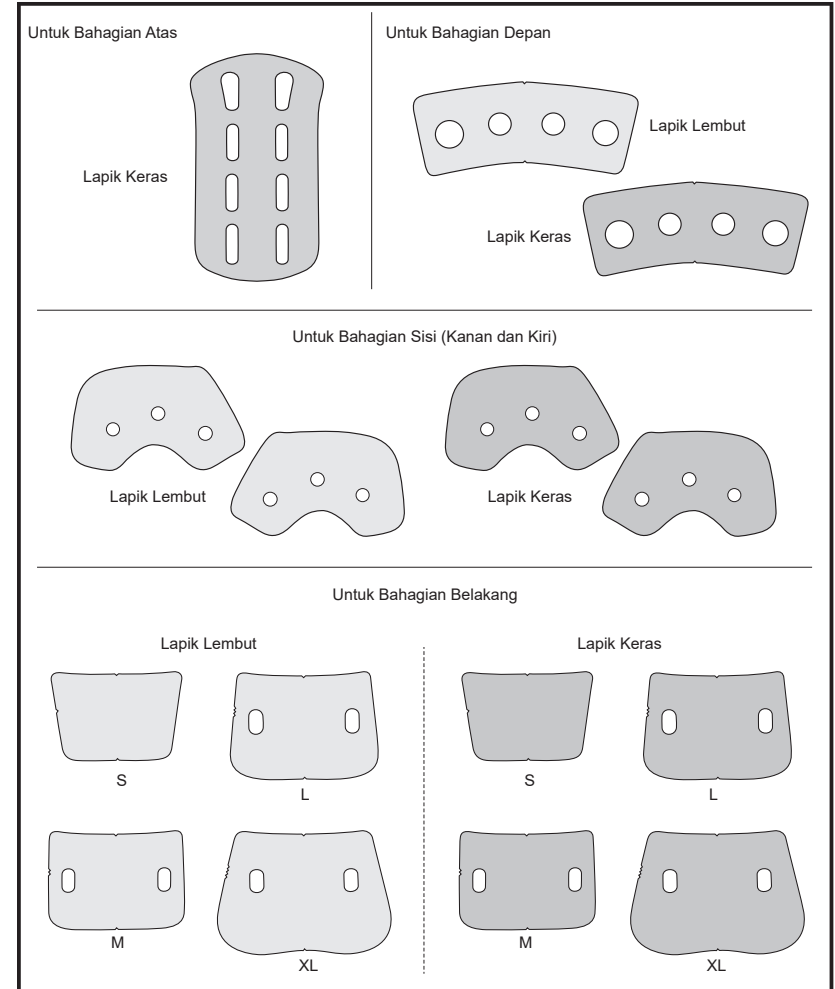 Untuk Bahagian Atas
Lapik Keras
Untuk Bahagian Depan
Lapik Lembut
Lapik Keras
Untuk Bahagian Sisi (Kanan dan Kiri)
Lapik Lembut
Lapik Keras
Untuk Bahagian Belakang
Lapik Lembut
S
L
M
XL
Lapik Keras
S
L
M
XL